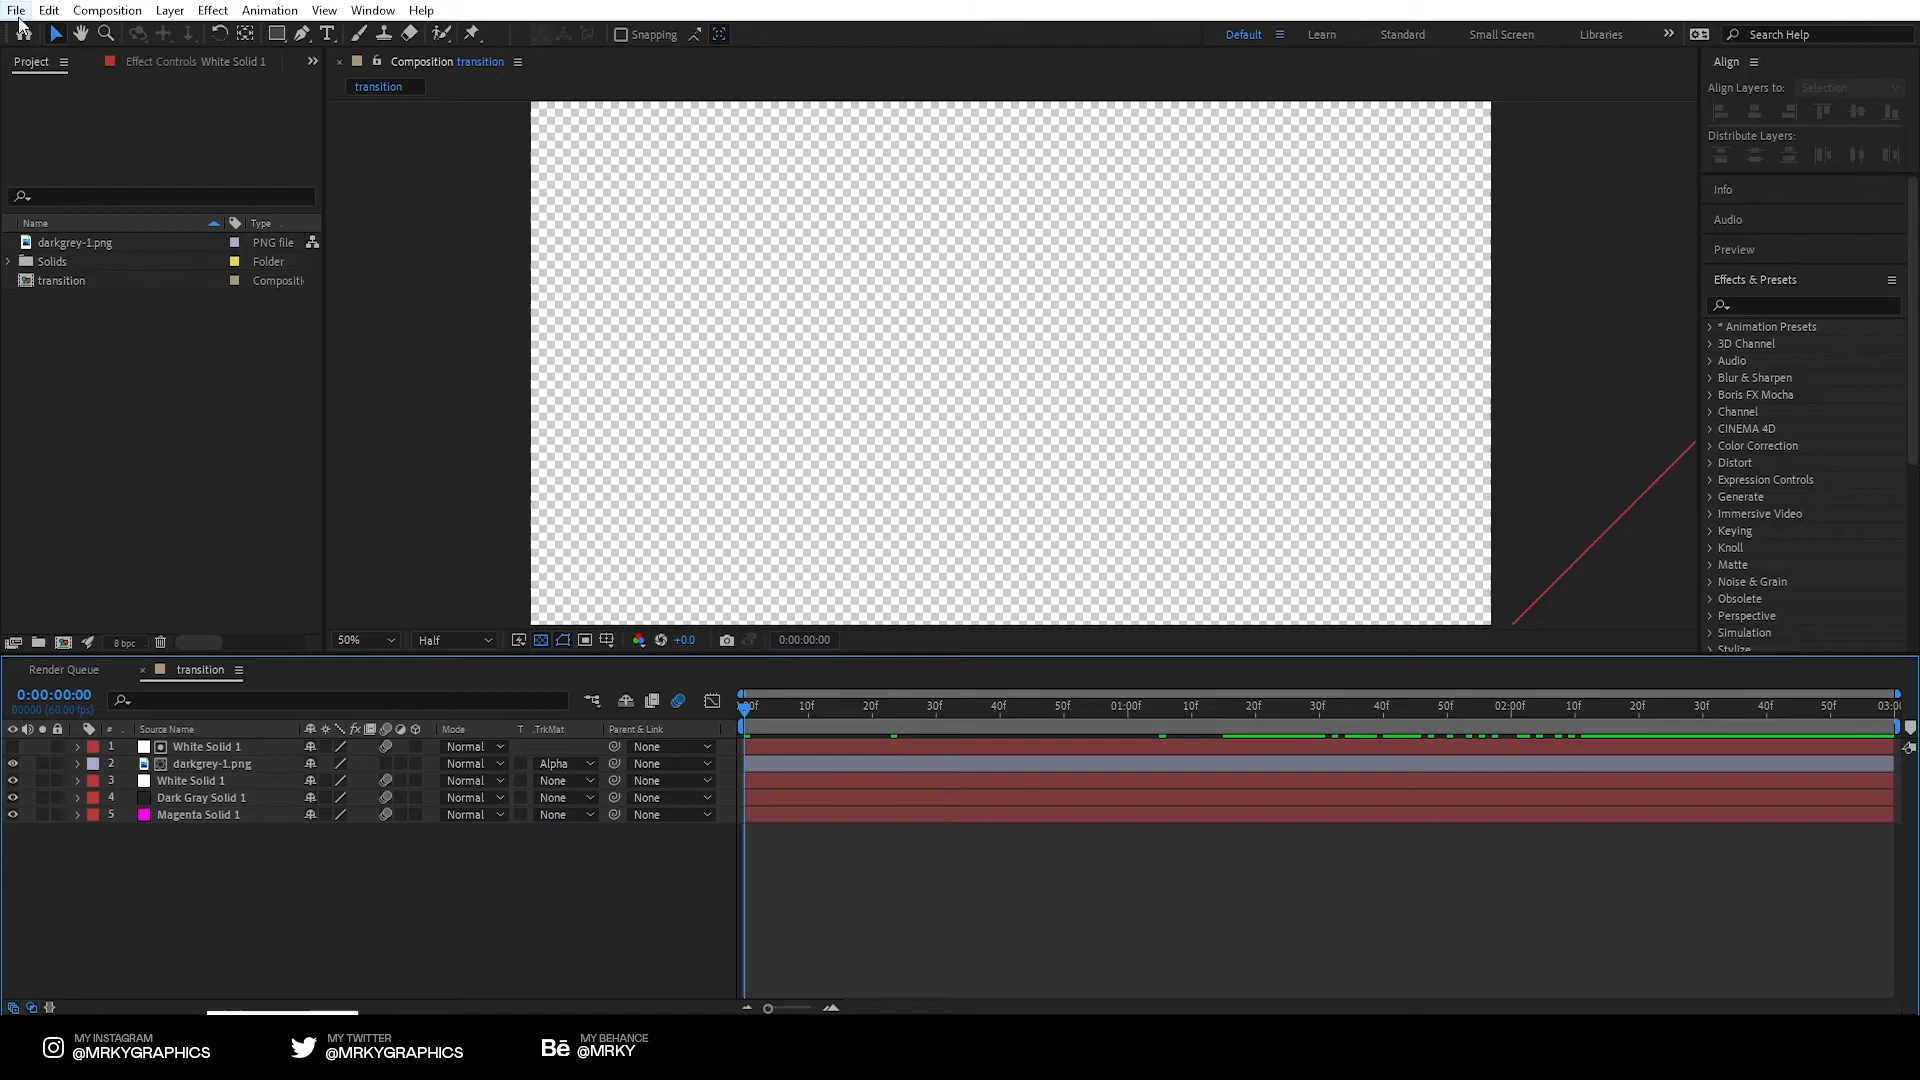 File Edit Composition Layer Effect Animation View Window Help
Snapping
Default Learn Standard Small Screen Libraries
Search Help
Project Effect Controls White Solid 1
Composition transition
transition
Align
Align Layers to: Selection
Distribute Layers:
Info
Audio
Preview
Effects & Presets
* Animation Presets
3D Channel
Audio
Blur & Sharpen
Boris FX Mocha
Channel
CINEMA 4D
Color Correction
Distort
Expression Controls
Generate
Immersive Video
Keying
Knoll
Matte
Noise & Grain
Obsolete
Perspective
Simulation
Stylize
Name Type
darkgrey-1.png PNG file
Solids Folder
transition Compositi
8 bpc
50% Half +0.0 0:00:00:00
Render Queue transition
0:00:00:00
00000 (60.00 fps)
:00f 10f 20f 30f 40f 50f 01:00f 10f 20f 30f 40f 50f 02:00f 10f 20f 30f 40f 50f 03:00
# Source Name fx Mode T .TrkMat Parent & Link
1 White Solid 1 Normal None
2 darkgrey-1.png Normal Alpha None
3 White Solid 1 Normal None None
4 Dark Gray Solid 1 Normal None None
5 Magenta Solid 1 Normal None None
MY INSTAGRAM
@MRKYGRAPHICS
MY TWITTER
@MRKYGRAPHICS
Bē
MY BEHANCE
@MRKY